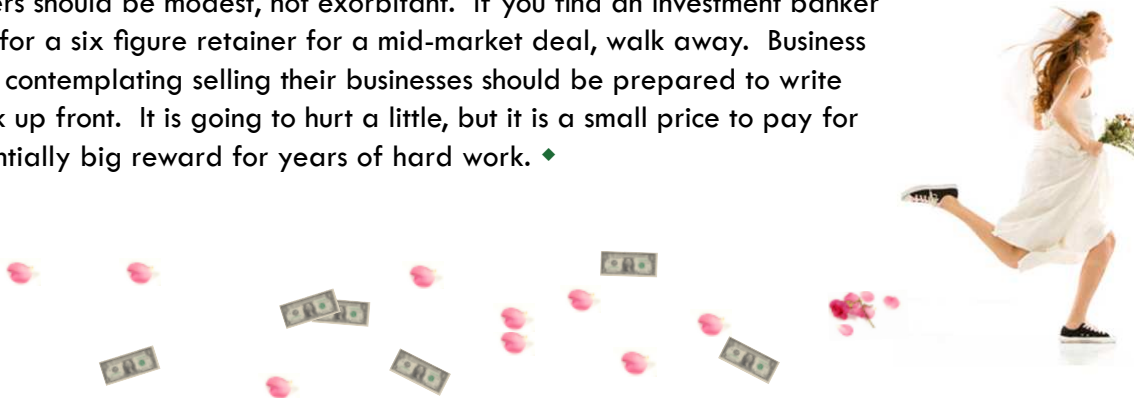 ers should be modest, not exorbitant. If you find an investment banker
for a six figure retainer for a mid-market deal, walk away. Business
contemplating selling their businesses should be prepared to write
k up front. It is going to hurt a little, but it is a small price to pay for
ntially big reward for years of hard work. ◆